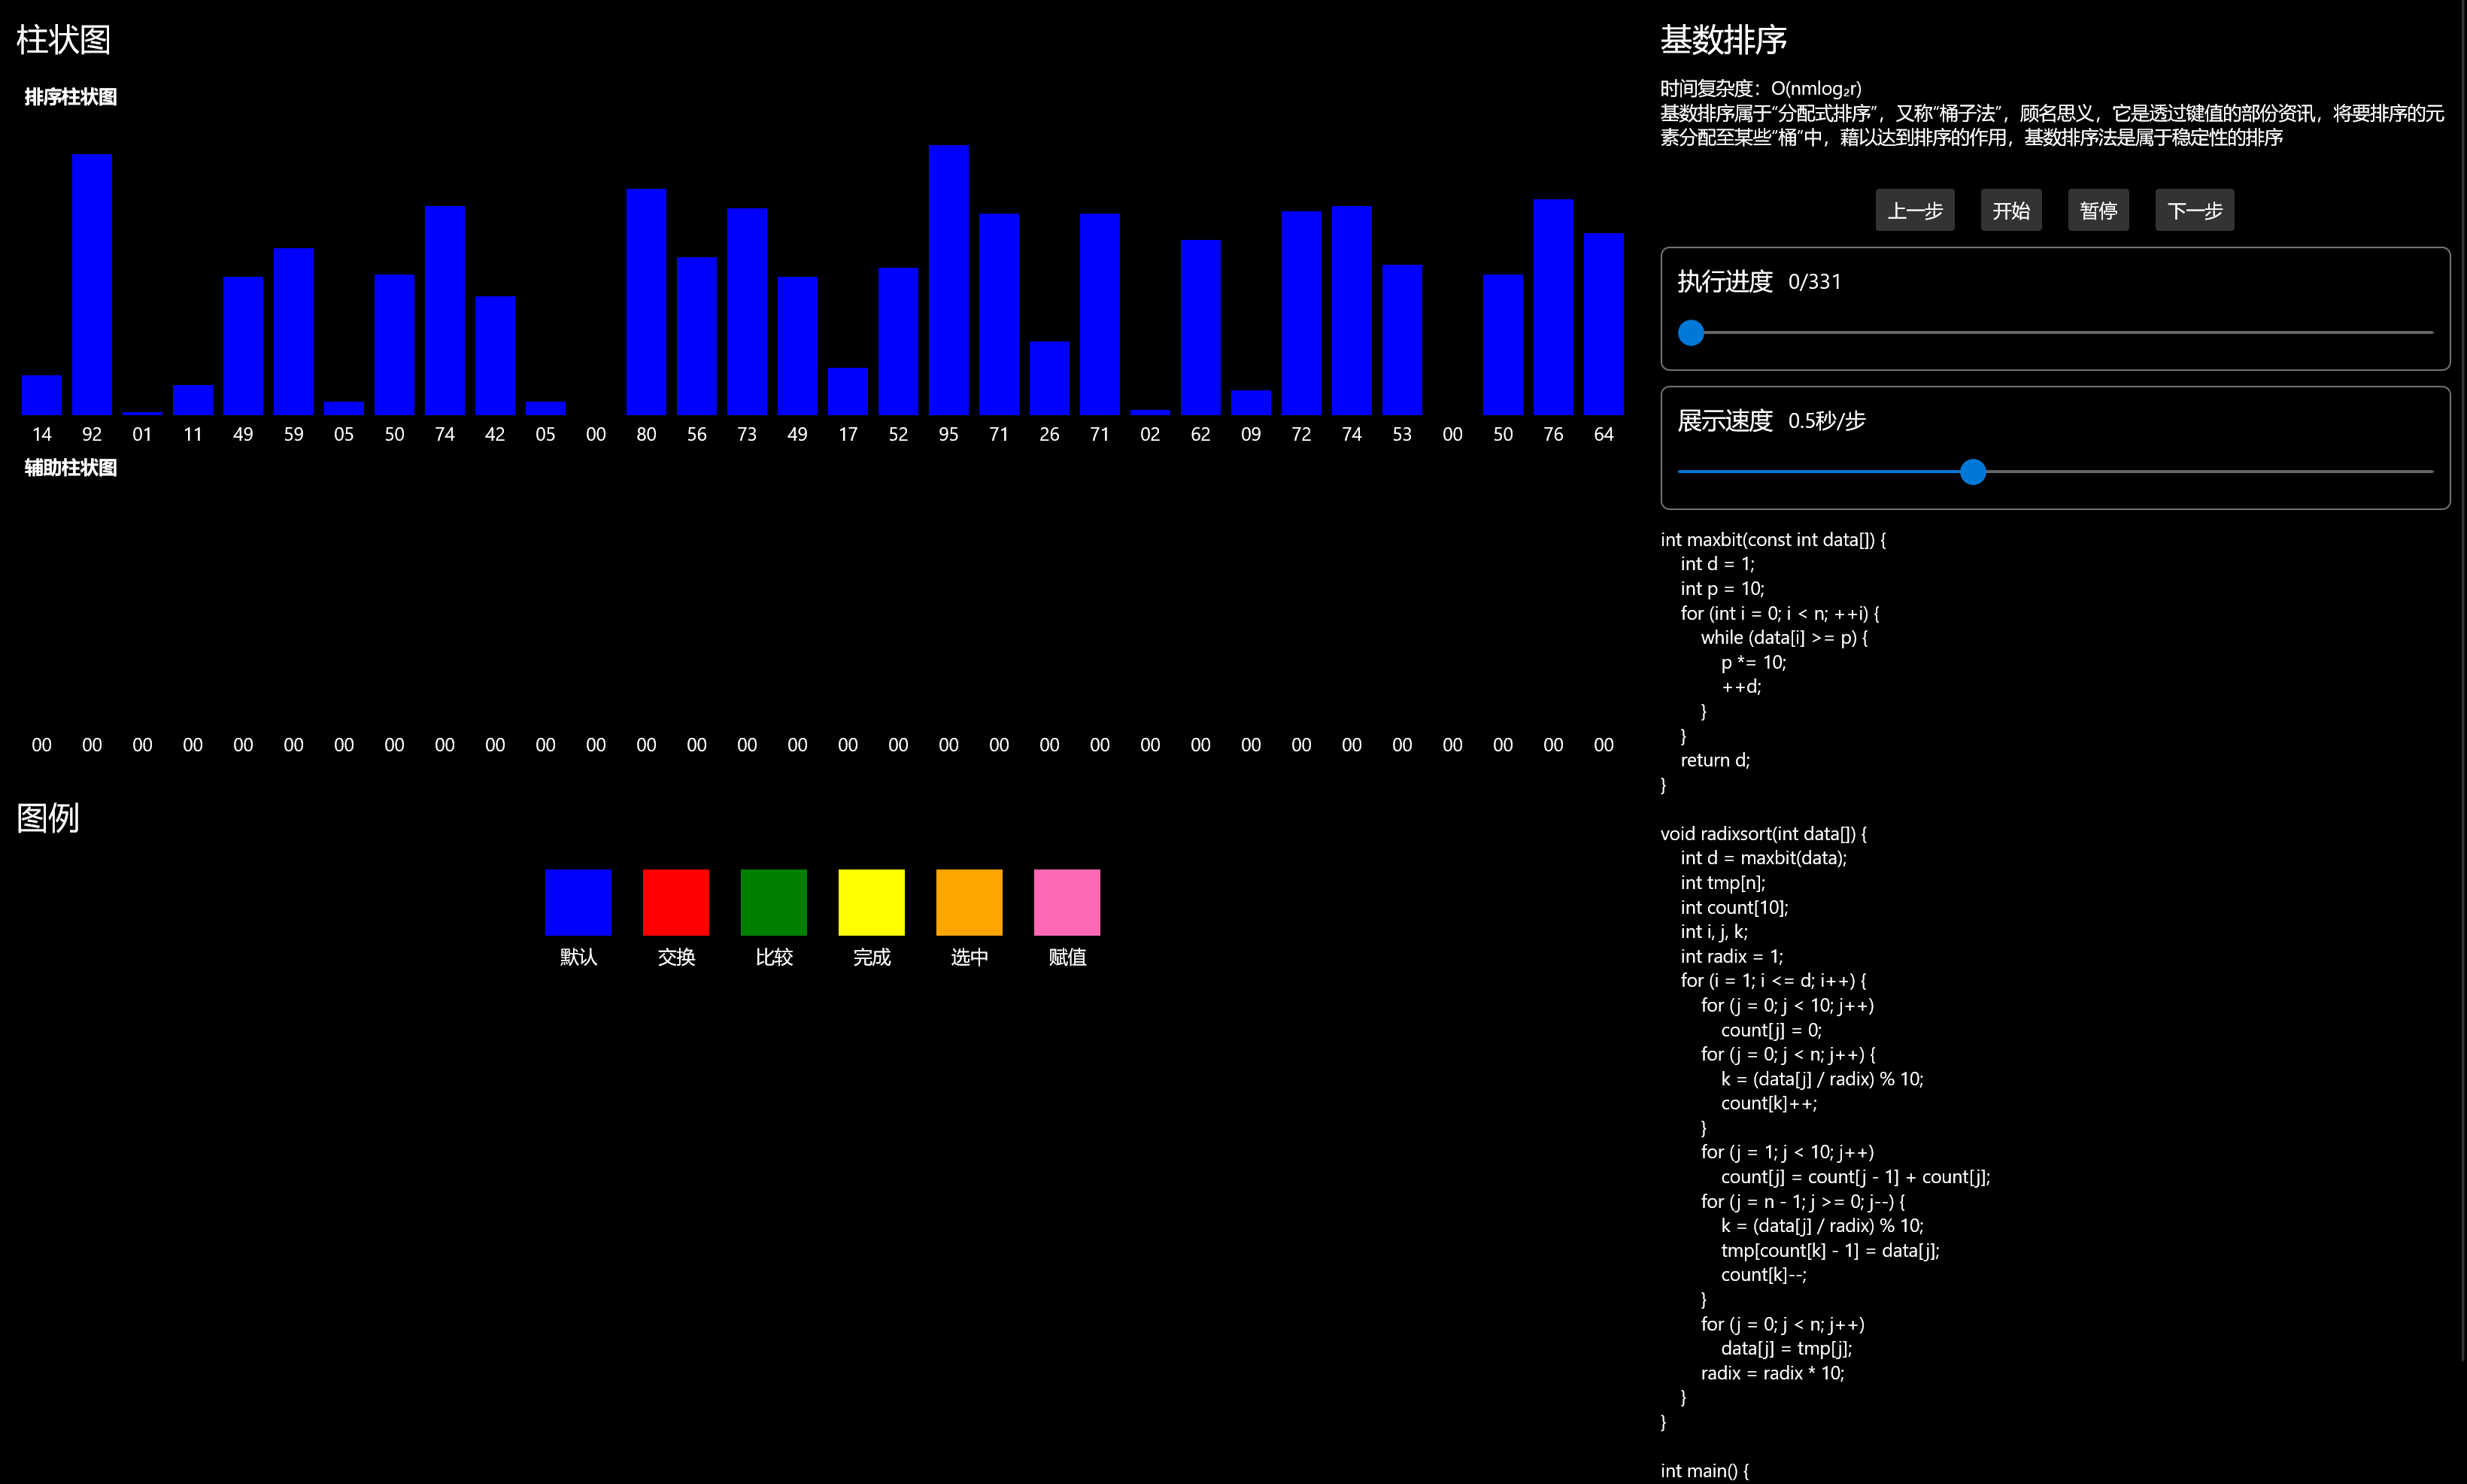 柱状图
排序柱状图
14 92 01 11 49 59 05 50 74 42 05 00 80 56 73 49 17 52 95 71 26 71 02 62 09 72 74 53 00 50 76 64
辅助柱状图
00 00 00 00 00 00 00 00 00 00 00 00 00 00 00 00 00 00 00 00 00 00 00 00 00 00 00 00 00 00 00 00
图例
默认 交换 比较 完成 选中 赋值
基数排序
时间复杂度：O(nmlog₂r)
基数排序属于“分配式排序”，又称“桶子法”，顾名思义，它是透过键值的部份资讯，将要排序的元
素分配至某些“桶”中，藉以达到排序的作用，基数排序法是属于稳定性的排序
上一步 开始 暂停 下一步
执行进度 0/331
展示速度 0.5秒/步
int maxbit(const int data[]) {
    int d = 1;
    int p = 10;
    for (int i = 0; i < n; ++i) {
        while (data[i] >= p) {
            p *= 10;
            ++d;
        }
    }
    return d;
}
void radixsort(int data[]) {
    int d = maxbit(data);
    int tmp[n];
    int count[10];
    int i, j, k;
    int radix = 1;
    for (i = 1; i <= d; i++) {
        for (j = 0; j < 10; j++)
            count[j] = 0;
        for (j = 0; j < n; j++) {
            k = (data[j] / radix) % 10;
            count[k]++;
        }
        for (j = 1; j < 10; j++)
            count[j] = count[j - 1] + count[j];
        for (j = n - 1; j >= 0; j--) {
            k = (data[j] / radix) % 10;
            tmp[count[k] - 1] = data[j];
            count[k]--;
        }
        for (j = 0; j < n; j++)
            data[j] = tmp[j];
        radix = radix * 10;
    }
}
int main() {